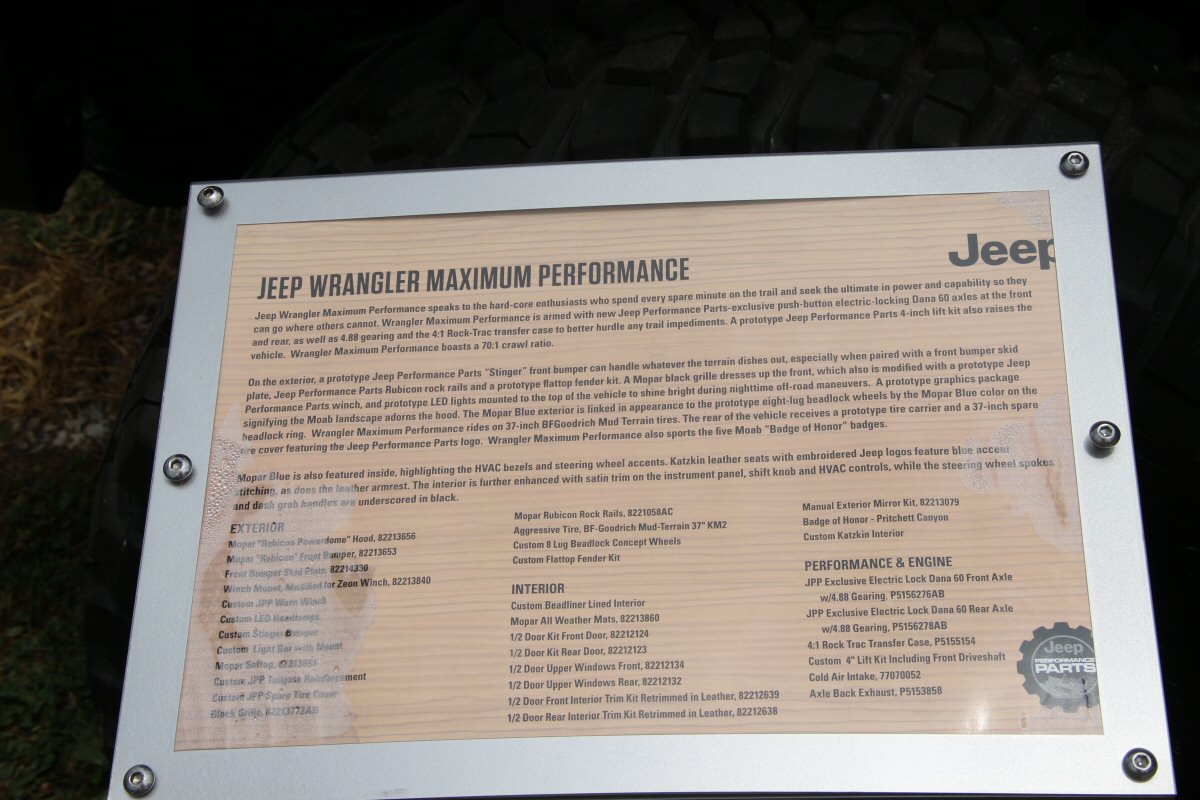 Jeep
JEEP WRANGLER MAXIMUM PERFORMANCE
Jeep Wrangler Maximum Performance speaks to the hard-core enthusiasts who spend every spare minute on the trail and seek the ultimate in power and capability so they
can go where others cannot. Wrangler Maximum Performance is armed with new Jeep Performance Parts-exclusive push-button electric-locking Dana 60 axles at the front
and rear, as well as 4.88 gearing and the 4:1 Rock-Trac transfer case to better hurdle any trail impediments. A prototype Jeep Performance Parts 4-inch lift kit also raises the
vehicle. Wrangler Maximum Performance boasts a 70:1 crawl ratio.
On the exterior, a prototype Jeep Performance Parts "Stinger" front bumper can handle whatever the terrain dishes out, especially when paired with a front bumper skid
plate, Jeep Performance Parts Rubicon rock rails and a prototype flattop fender kit. A Mopar black grille dresses up the front, which also is modified with a prototype Jeep
Performance Parts winch, and prototype LED lights mounted to the top of the vehicle to shine bright during nighttime off-road maneuvers. A prototype graphics package
signifying the Moab landscape adorns the hood. The Mopar Blue exterior is linked in appearance to the prototype eight-lug beadlock wheels by the Mopar Blue color on the
beadlock ring. Wrangler Maximum Performance rides on 37-inch BFGoodrich Mud Terrain tires. The rear of the vehicle receives a prototype tire carrier and a 37-inch spare
tire cover featuring the Jeep Performance Parts logo. Wrangler Maximum Performance also sports the five Moab "Badge of Honor" badges.
Mopar Blue is also featured inside, highlighting the HVAC bezels and steering wheel accents. Katzkin leather seats with embroidered Jeep logos feature blue accent
stitching, as does the leather armrest. The interior is further enhanced with satin trim on the instrument panel, shift knob and HVAC controls, while the steering wheel spokes
and dash grab handles are underscored in black.
EXTERIOR
Mopar "Rubicon Powerdome" Hood, 82213656
Mopar "Rubicon" Front Bumper, 82213653
Front Bumper Skid Plate, 82214330
Winch Mount, Modified for Zeon Winch, 82213840
Custom JPP Warn Winch
Custom LED Headlamps
Custom Stinger Bumper
Custom Light Bar with Mount
Mopar Softop, 82213651
Custom JPP Tailgate Reinforcement
Custom JPP Spare Tire Cover
Black Grille, 82213772AB
Mopar Rubicon Rock Rails, 8221058AC
Aggressive Tire, BF-Goodrich Mud-Terrain 37" KM2
Custom 8 Lug Beadlock Concept Wheels
Custom Flattop Fender Kit
INTERIOR
Custom Beadliner Lined Interior
Mopar All Weather Mats, 82213860
1/2 Door Kit Front Door, 82212124
1/2 Door Kit Rear Door, 82212123
1/2 Door Upper Windows Front, 82212134
1/2 Door Upper Windows Rear, 82212132
1/2 Door Front Interior Trim Kit Retrimmed in Leather, 82212639
1/2 Door Rear Interior Trim Kit Retrimmed in Leather, 82212638
Manual Exterior Mirror Kit, 82213079
Badge of Honor - Pritchett Canyon
Custom Katzkin Interior
PERFORMANCE & ENGINE
JPP Exclusive Electric Lock Dana 60 Front Axle
w/4.88 Gearing, P5156276AB
JPP Exclusive Electric Lock Dana 60 Rear Axle
w/4.88 Gearing, P5156278AB
4:1 Rock Trac Transfer Case, P5155154
Custom 4" Lift Kit Including Front Driveshaft
Cold Air Intake, 77070052
Axle Back Exhaust, P5153858
Jeep
PERFORMANCE
PARTS